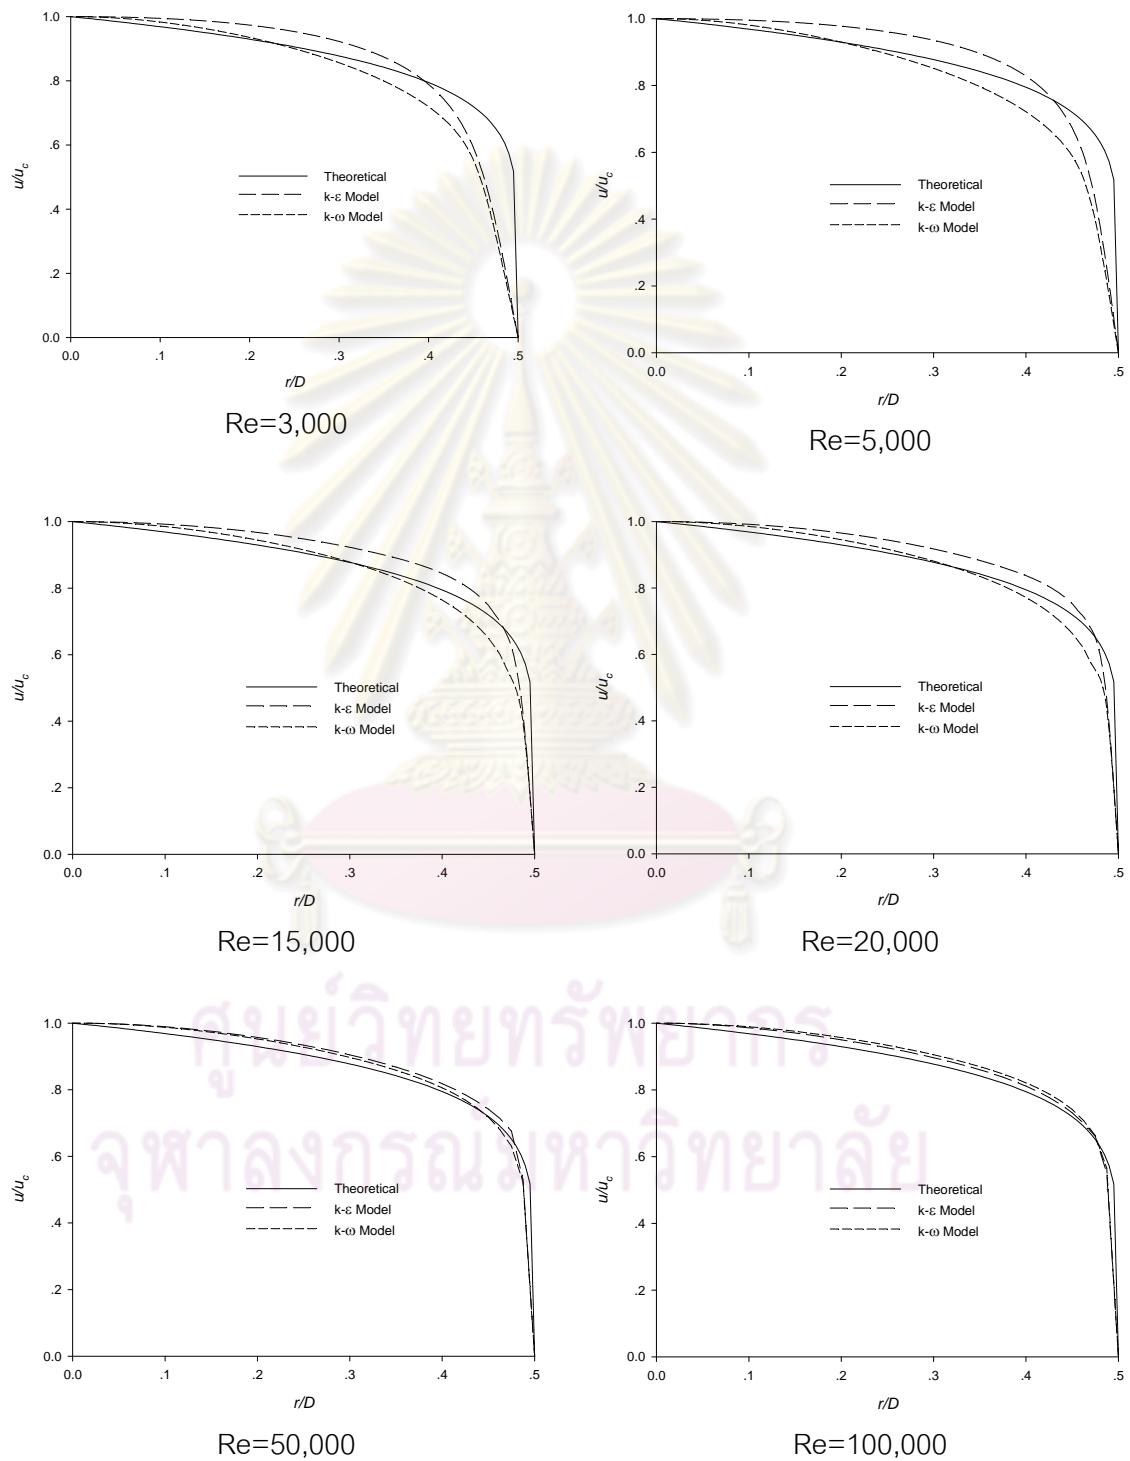 1.0
.8
.6
.4
.2
0.0
u/uc
Theoretical
k-ε Model
k-ω Model
0.0 .1 .2 .3 .4 .5
r/D
Re=3,000
1.0
.8
.6
.4
.2
0.0
u/uc
Theoretical
k-ε Model
k-ω Model
0.0 .1 .2 .3 .4 .5
r/D
Re=5,000
1.0
.8
.6
.4
.2
0.0
u/uc
Theoretical
k-ε Model
k-ω Model
0.0 .1 .2 .3 .4 .5
r/D
Re=15,000
1.0
.8
.6
.4
.2
0.0
u/uc
Theoretical
k-ε Model
k-ω Model
0.0 .1 .2 .3 .4 .5
r/D
Re=20,000
ศูนย์วิทยทรัพยากร
จุฬาลงกรณ์มหาวิทยาลัย
1.0
.8
.6
.4
.2
0.0
u/uc
Theoretical
k-ε Model
k-ω Model
0.0 .1 .2 .3 .4 .5
r/D
Re=50,000
1.0
.8
.6
.4
.2
0.0
u/uc
Theoretical
k-ε Model
k-ω Model
0.0 .1 .2 .3 .4 .5
r/D
Re=100,000